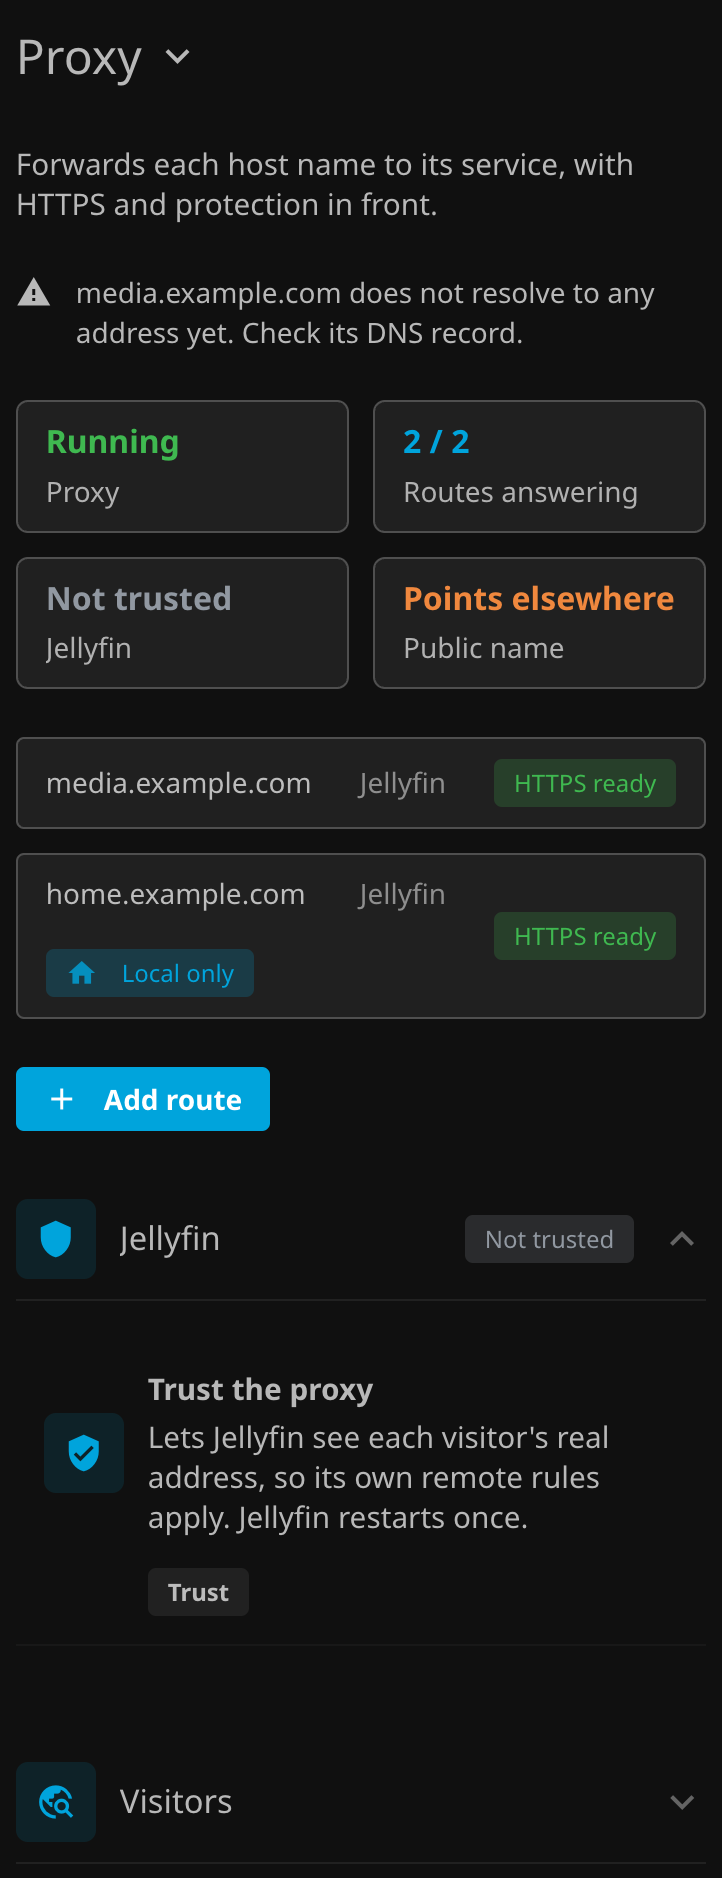 Proxy
Forwards each host name to its service, with
HTTPS and protection in front.
media.example.com does not resolve to any
address yet. Check its DNS record.
Running
Proxy
2 / 2
Routes answering
Not trusted
Jellyfin
Points elsewhere
Public name
media.example.com Jellyfin HTTPS ready
home.example.com Jellyfin
HTTPS ready
Local only
Add route
Jellyfin Not trusted
Trust the proxy
Lets Jellyfin see each visitor's real
address, so its own remote rules
apply. Jellyfin restarts once.
Trust
Visitors